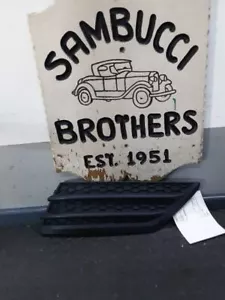 SAMBUCCI
BROTHERS
EST. 1951